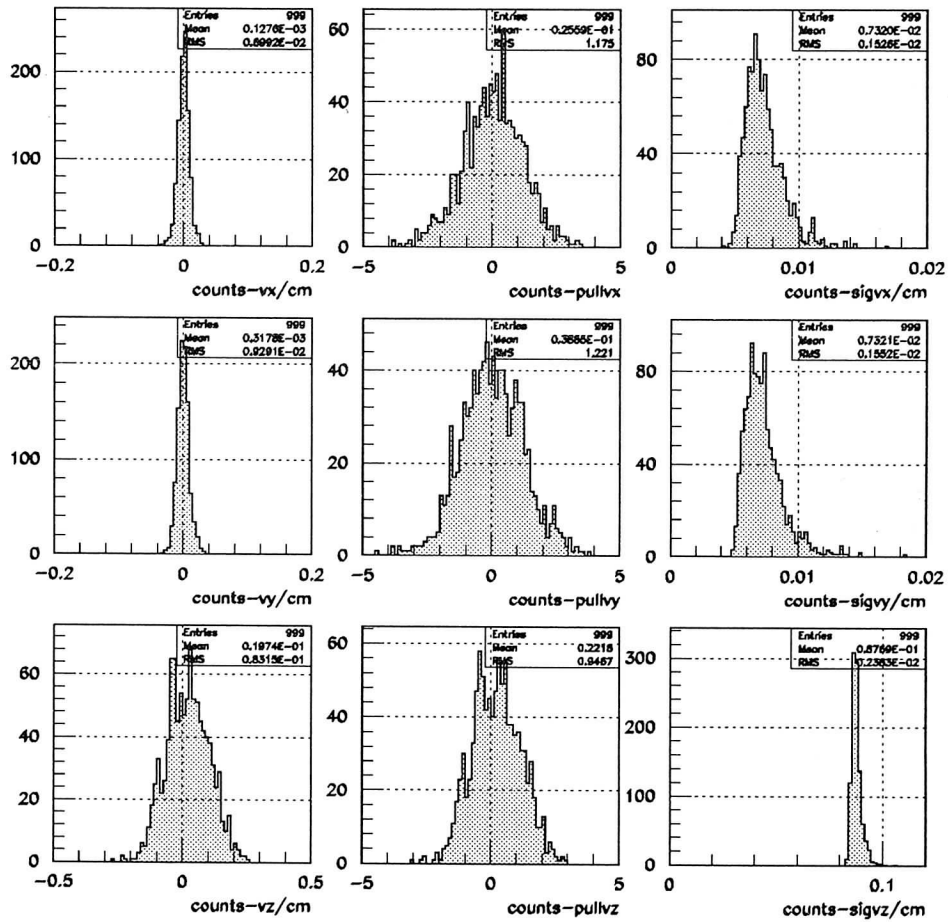 Entries 999
Mean 0.1276E-03
RMS 0.8992E-02
200
100
0
-0.2 0 0.2
counts-vx/cm
Entries 999
Mean 0.2559E-01
RMS 1.175
60
40
20
0
-5 0 5
counts-pullvx
Entries 999
Mean 0.7320E-02
RMS 0.1526E-02
80
40
0
0 0.01 0.02
counts-sigvx/cm
Entries 999
Mean 0.3178E-03
RMS 0.9291E-02
200
100
0
-0.2 0 0.2
counts-vy/cm
Entries 999
Mean
RMS 1.221
40
20
0
-5 0 5
counts-pullvy
Entries 999
Mean 0.7321E-02
RMS 0.1552E-02
80
40
0
0 0.01 0.02
counts-sigvy/cm
Entries 999
Mean 0.1974E-01
RMS 0.8315E-01
60
40
20
0
-0.5 0 0.5
counts-vz/cm
Entries 999
Mean 0.2216
RMS 0.9467
60
40
20
0
-5 0 5
counts-pullvz
Entries 999
Mean 0.8769E-01
RMS 0.2363E-02
300
200
100
0
0 0.1
counts-sigvz/cm